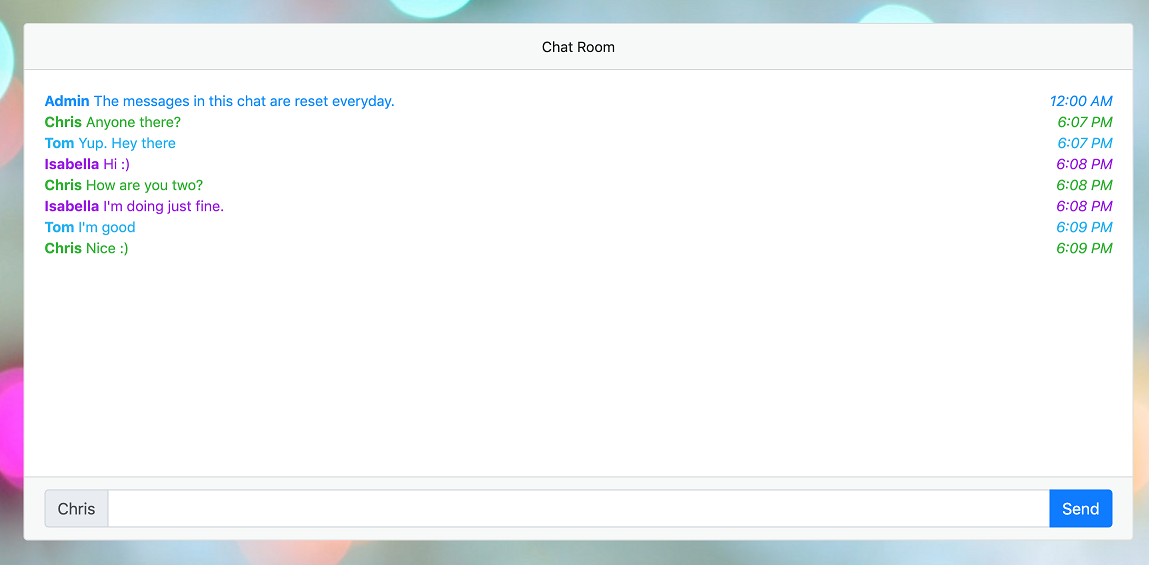 Chat Room
Admin The messages in this chat are reset everyday. 12:00 AM
Chris Anyone there? 6:07 PM
Tom Yup. Hey there 6:07 PM
Isabella Hi :) 6:08 PM
Chris How are you two? 6:08 PM
Isabella I'm doing just fine. 6:08 PM
Tom I'm good 6:09 PM
Chris Nice :) 6:09 PM
Chris Send